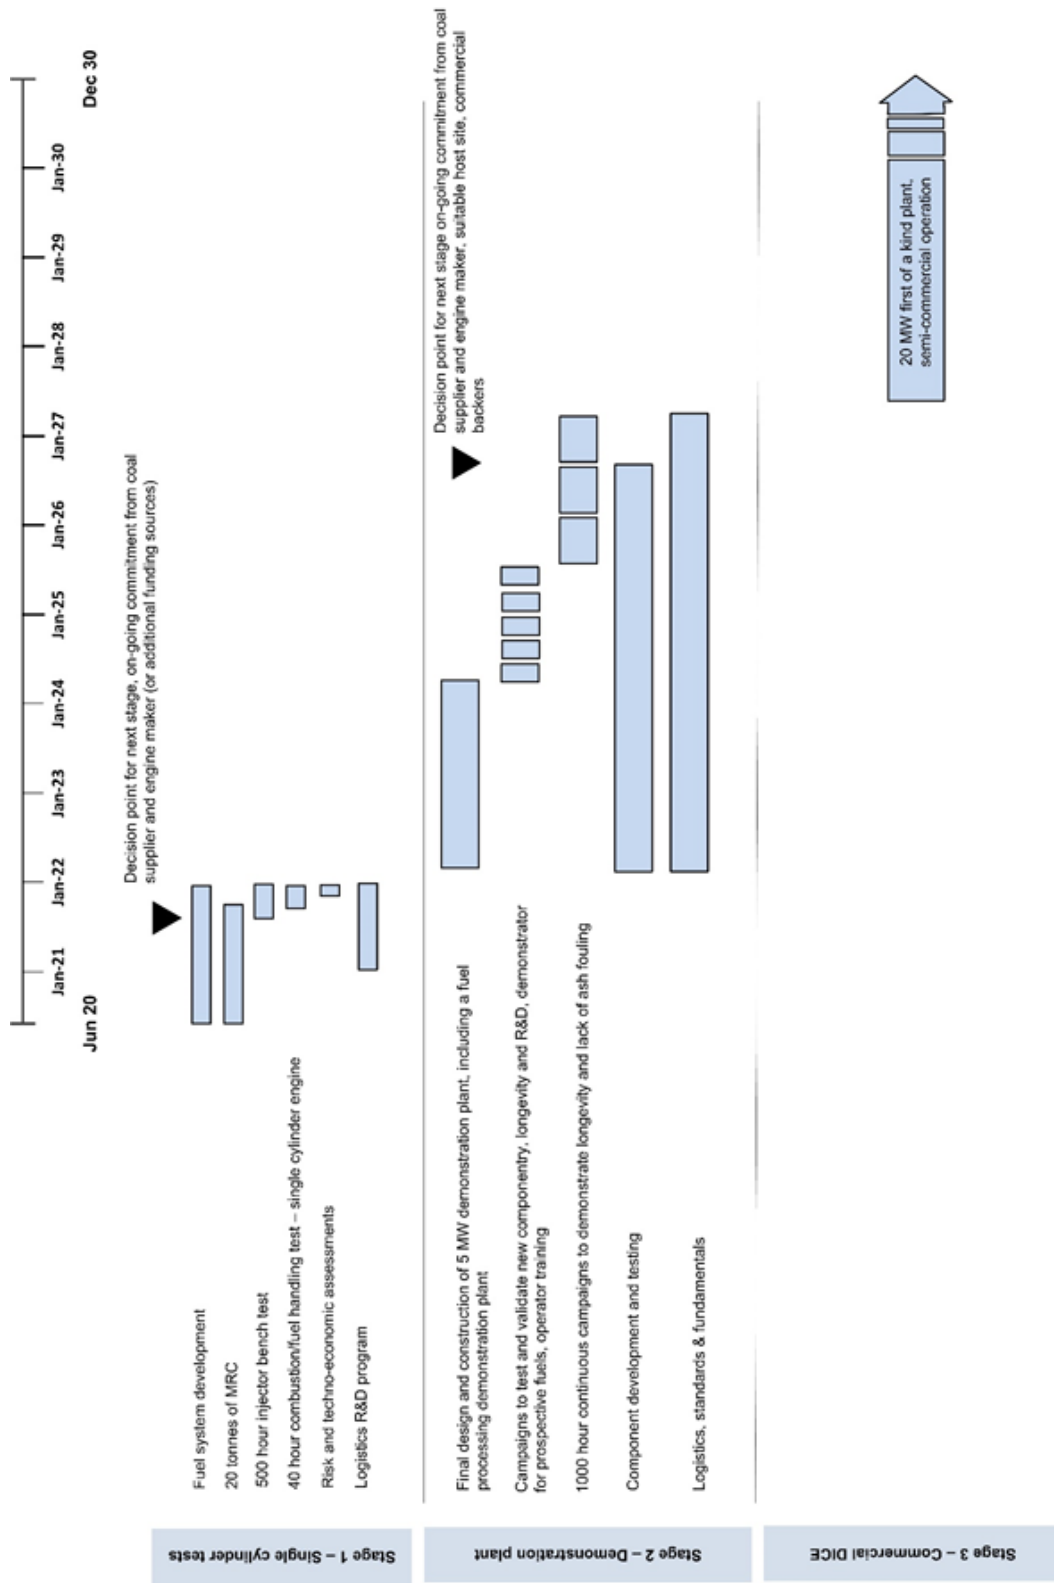 Jun 20
Jan-21
Jan-22
Jan-23
Jan-24
Jan-25
Jan-26
Jan-27
Jan-28
Jan-29
Jan-30
Dec 30
Stage 1 – Single cylinder tests
Decision point for next stage, on-going commitment from coal
supplier and engine maker (or additional funding sources)
Fuel system development
20 tonnes of MRC
500 hour injector bench test
40 hour combustion/fuel handling test – single cylinder engine
Risk and techno-economic assessments
Logistics R&D program
Stage 2 – Demonstration
plant
Decision point for next stage on-going commitment from coal
supplier and engine maker, suitable host site, commercial
backers
Final design and construction of 5 MW demonstration plant, including a fuel
processing demonstration plant
Campaigns to test and validate new componentry, longevity and R&D, demonstrator
for prospective fuels, operator training
1000 hour continuous campaigns to demonstrate longevity and lack of ash fouling
Component development and testing
Logistics, standards & fundamentals
Stage 3 – Commercial DICE
20 MW first of a kind plant,
semi-commercial operation